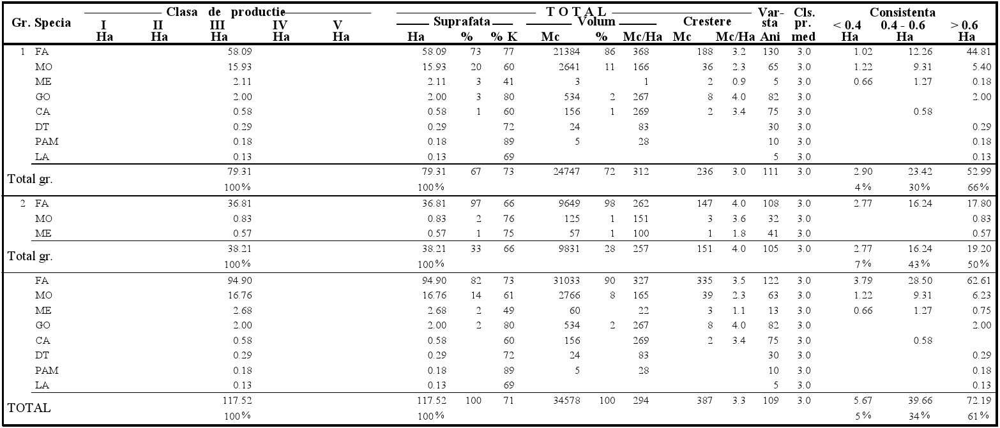 Clasa de productie T O T A L Var- Cls. Consistenta
Gr. Specia I II III IV V Suprafata Volum Crestere sta pr. < 0.4 0.4 - 0.6 > 0.6
Ha Ha Ha Ha Ha Ha % % K Mc % Mc/Ha Mc Mc/Ha Ani med Ha Ha Ha
1 FA 58.09 58.09 73 77 21384 86 368 188 3.2 130 3.0 1.02 12.26 44.81
MO 15.93 15.93 20 60 2641 11 166 36 2.3 65 3.0 1.22 9.31 5.40
ME 2.11 2.11 3 41 3 1 2 0.9 5 3.0 0.66 1.27 0.18
GO 2.00 2.00 3 80 534 2 267 8 4.0 82 3.0 2.00
CA 0.58 0.58 1 60 156 1 269 2 3.4 75 3.0 0.58
DT 0.29 0.29 72 24 83 30 3.0 0.29
PAM 0.18 0.18 89 5 28 10 3.0 0.18
LA 0.13 0.13 69 5 3.0 0.13
Total gr. 79.31 79.31 67 73 24747 72 312 236 3.0 111 3.0 2.90 23.42 52.99
100% 100% 4% 30% 66%
2 FA 36.81 36.81 97 66 9649 98 262 147 4.0 108 3.0 2.77 16.24 17.80
MO 0.83 0.83 2 76 125 1 151 3 3.6 32 3.0 0.83
ME 0.57 0.57 1 75 57 1 100 1 1.8 41 3.0 0.57
Total gr. 38.21 38.21 33 66 9831 28 257 151 4.0 105 3.0 2.77 16.24 19.20
100% 100% 7% 43% 50%
FA 94.90 94.90 82 73 31033 90 327 335 3.5 122 3.0 3.79 28.50 62.61
MO 16.76 16.76 14 61 2766 8 165 39 2.3 63 3.0 1.22 9.31 6.23
ME 2.68 2.68 2 49 60 22 3 1.1 13 3.0 0.66 1.27 0.75
GO 2.00 2.00 2 80 534 2 267 8 4.0 82 3.0 2.00
CA 0.58 0.58 60 156 269 2 3.4 75 3.0 0.58
DT 0.29 0.29 72 24 83 30 3.0 0.29
PAM 0.18 0.18 89 5 28 10 3.0 0.18
LA 0.13 0.13 69 5 3.0 0.13
TOTAL 117.52 117.52 100 71 34578 100 294 387 3.3 109 3.0 5.67 39.66 72.19
100% 100% 5% 34% 61%